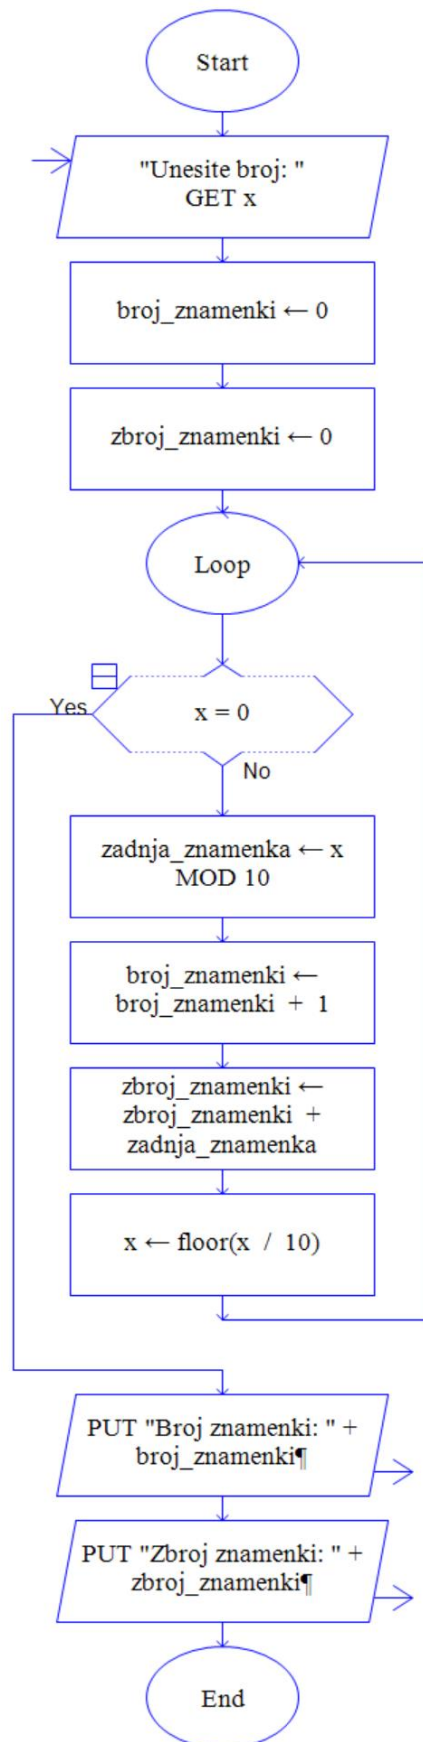 Start
"Unesite broj: "
GET x
broj_znamenki ← 0
zbroj_znamenki ← 0
Loop
Yes
x = 0
No
zadnja_znamenka ← x
MOD 10
broj_znamenki ←
broj_znamenki + 1
zbroj_znamenki ←
zbroj_znamenki +
zadnja_znamenka
x ← floor(x / 10)
PUT "Broj znamenki: " +
broj_znamenki¶
PUT "Zbroj znamenki: " +
zbroj_znamenki¶
End